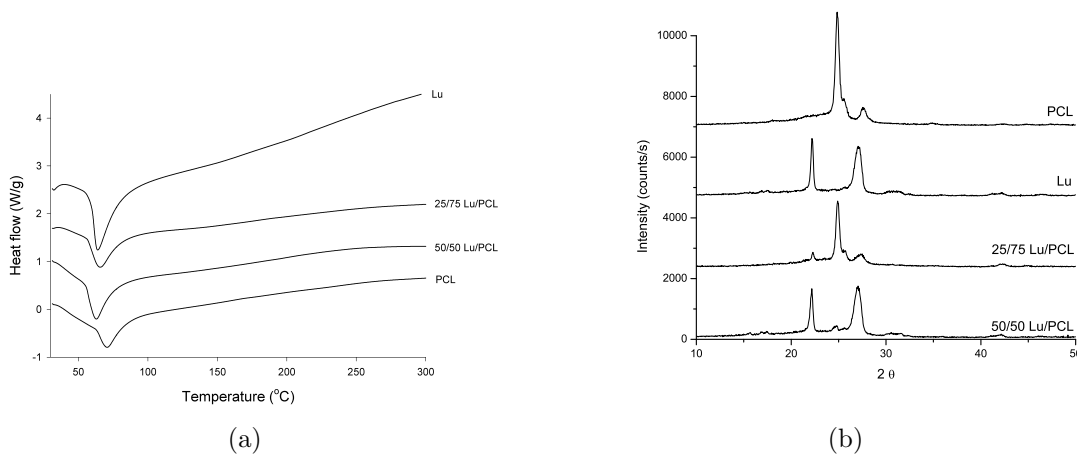 Heat flow (W/g)
4
3
2
1
0
-1
50
100
150
200
250
300
Temperature (°C)
Lu
25/75 Lu/PCL
50/50 Lu/PCL
PCL
(a)
Intensity (counts/s)
10000
8000
6000
4000
2000
0
10
20
30
40
50
2 θ
PCL
Lu
25/75 Lu/PCL
50/50 Lu/PCL
(b)